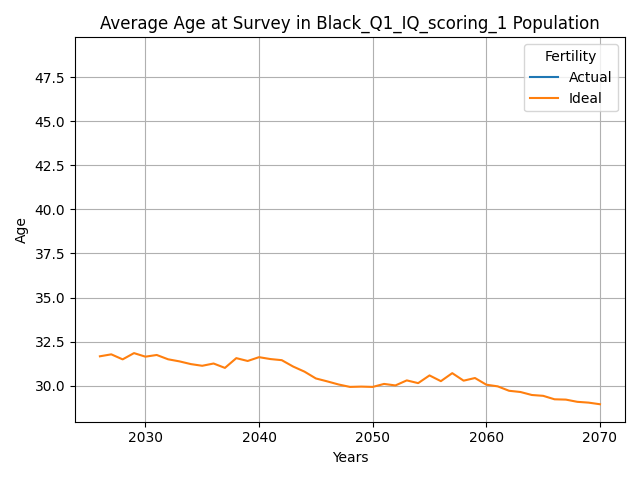 Average Age at Survey in Black_Q1_IQ_scoring_1 Population
Fertility
Actual
Ideal
47.5
45.0
42.5
40.0
37.5
35.0
32.5
30.0
Age
2030 2040 2050 2060 2070
Years